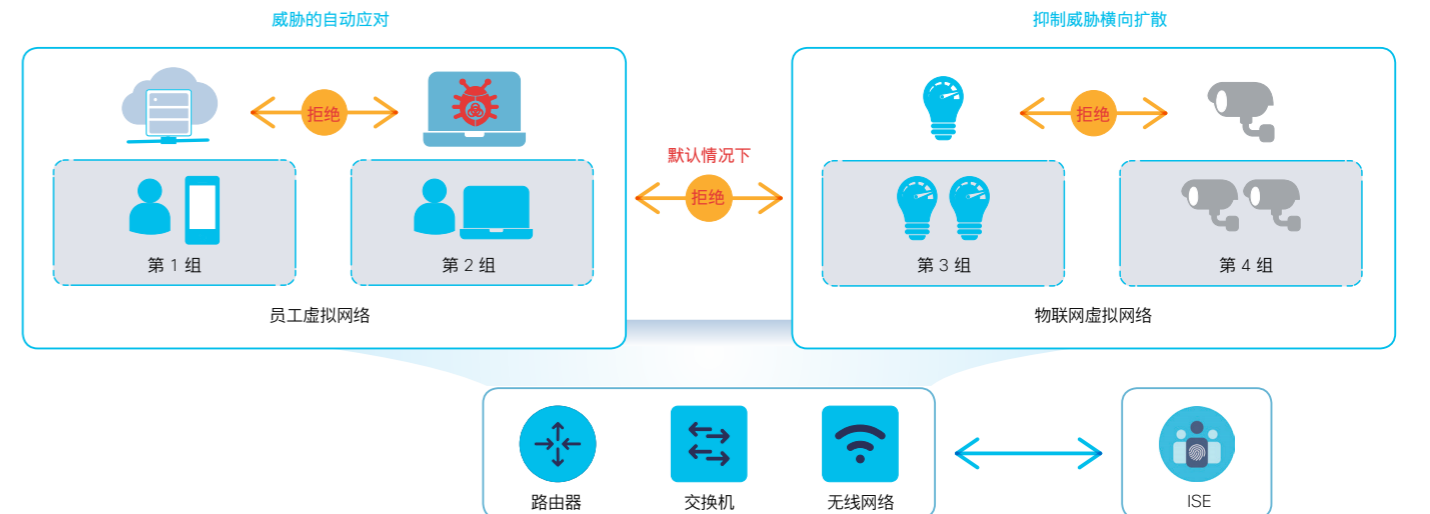 威胁的自动应对
抑制威胁横向扩散
拒绝
拒绝
默认情况下
拒绝
第 1 组
第 2 组
第 3 组
第 4 组
员工虚拟网络
物联网虚拟网络
路由器
交换机
无线网络
ISE